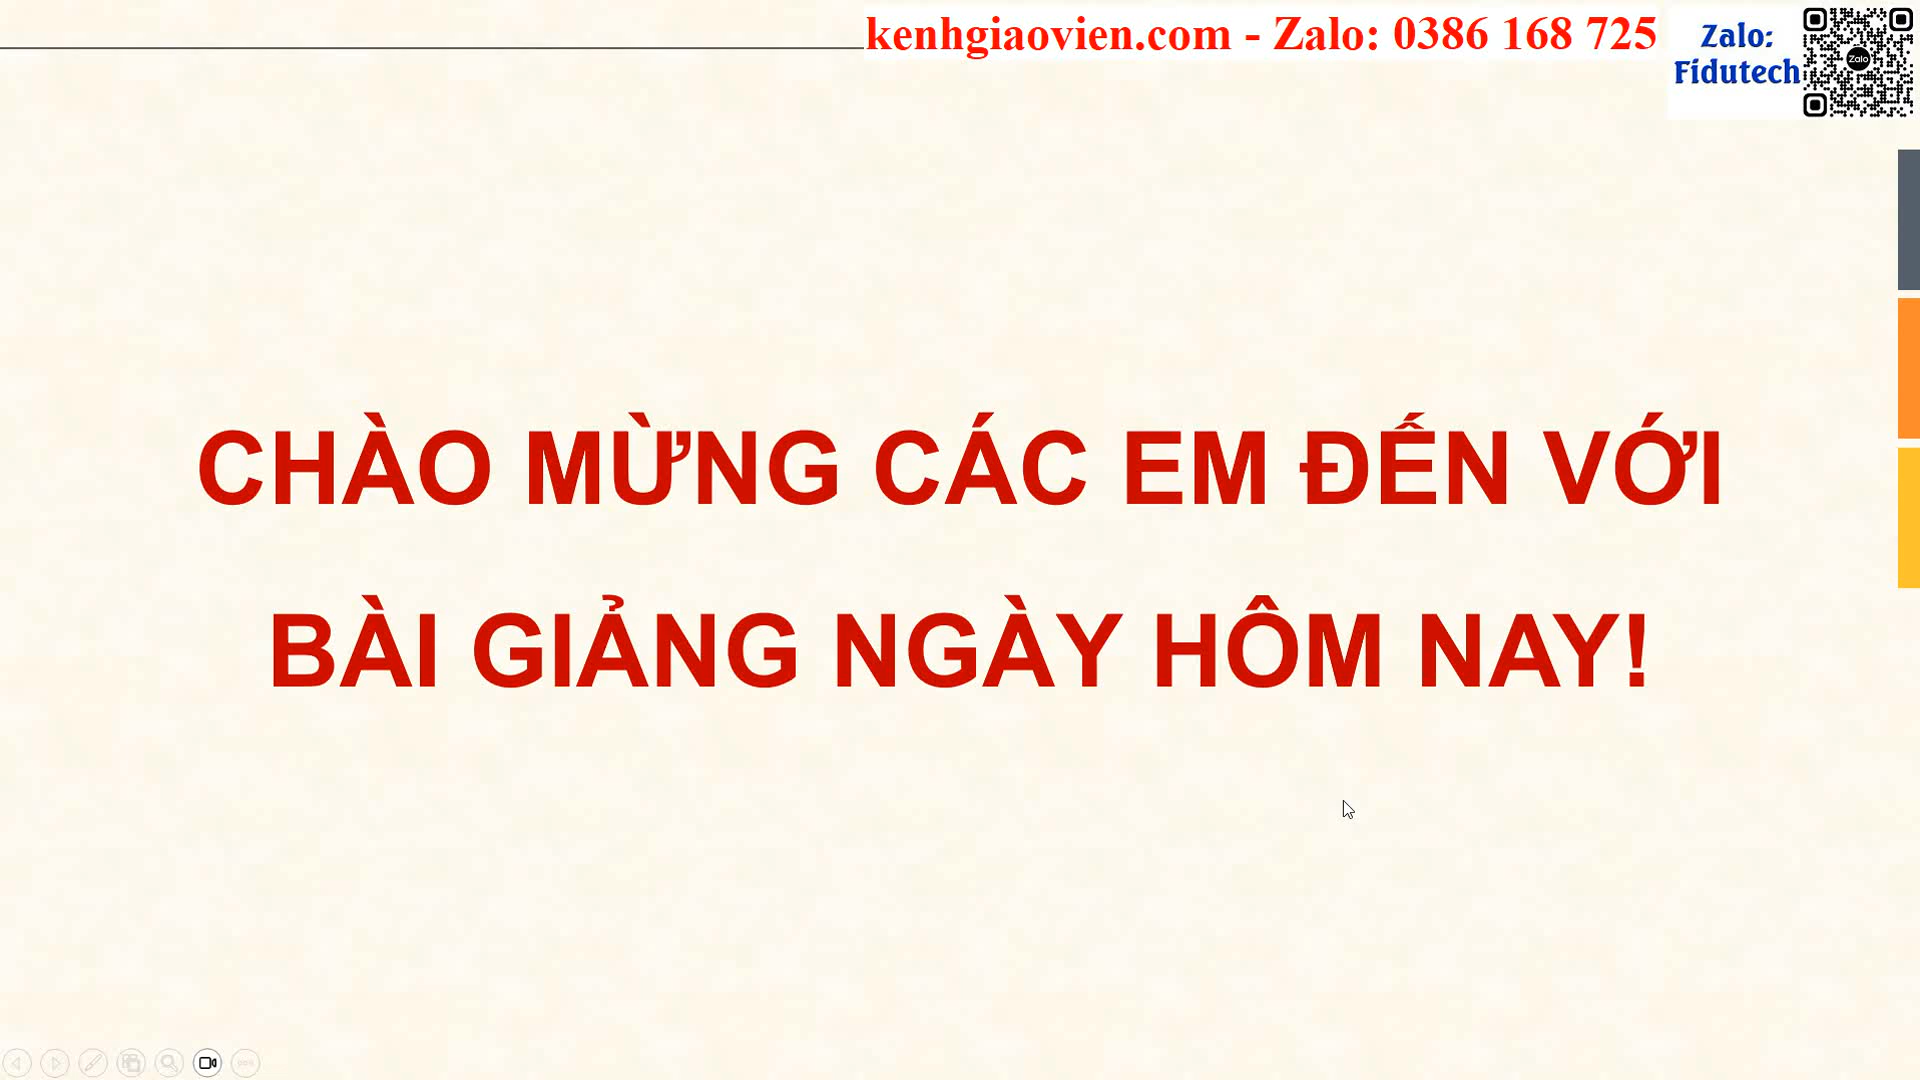 kenhgiaovien.com - Zalo: 0386 168 725
Zalo:
Fidutech
Zalo
CHÀO MỪNG CÁC EM ĐẾN VỚI
BÀI GIẢNG NGÀY HÔM NAY!